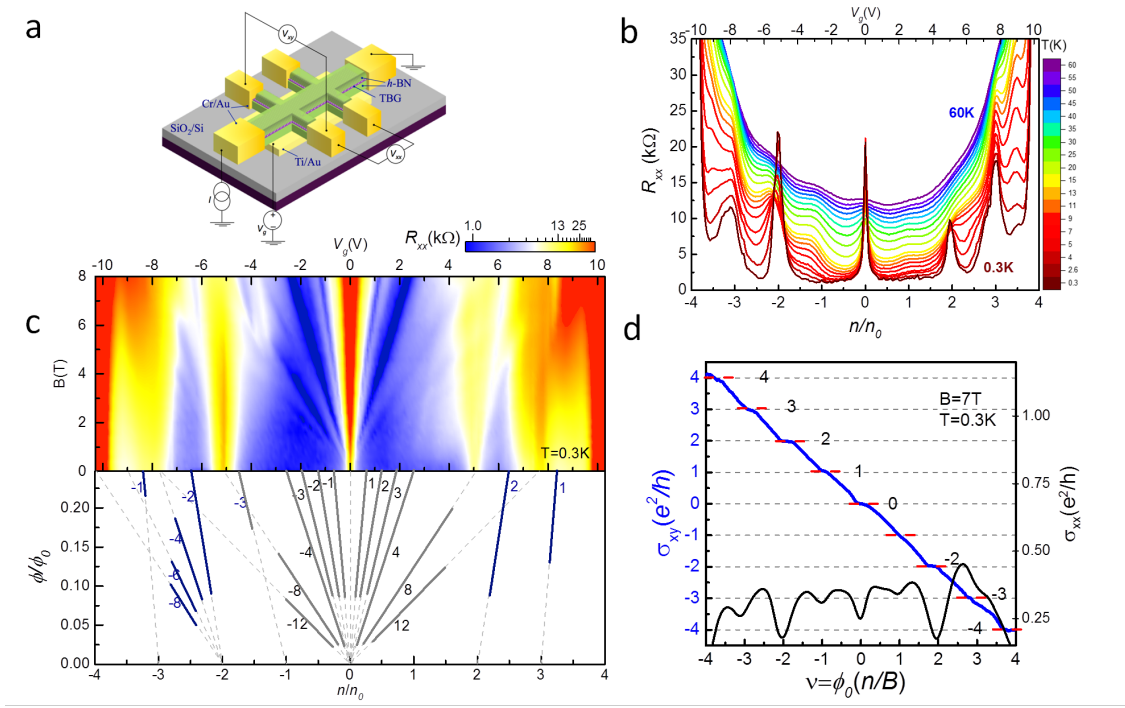 a
V_xy
h-BN
TBG
Cr/Au
SiO₂/Si
V_xx
Ti/Au
I
V_g
b
V_g(V)
-10 -8 -6 -4 -2 0 2 4 6 8 10
T(K)
35
30
25
20
15
10
5
0
R_xx (kΩ)
60K
0.3K
60
55
50
45
40
35
30
25
20
15
13
11
9
7
5
4
2.6
0.3
-4 -3 -2 -1 0 1 2 3 4
n/n₀
R_xx(kΩ)
1.0 13 25
V_g(V)
-10 -8 -6 -4 -2 0 2 4 6 8 10
c
8
6
4
2
0
B(T)
T=0.3K
-1 -2 -3 -3 -2 -1 1 2 3 2 1
-4 -4 4
-6
-8 -8 8
-12 12
0.20
0.15
0.10
0.05
0.00
ϕ/ϕ₀
-4 -3 -2 -1 0 1 2 3 4
n/n₀
d
4
3
2
1
0
-1
-2
-3
-4
σ_xy(e²/h)
4
3
2
1
0
-2
-3
-4
B=7T
T=0.3K
1.00
0.75
0.50
0.25
σ_xx(e²/h)
-4 -3 -2 -1 0 1 2 3 4
ν=ϕ₀(n/B)